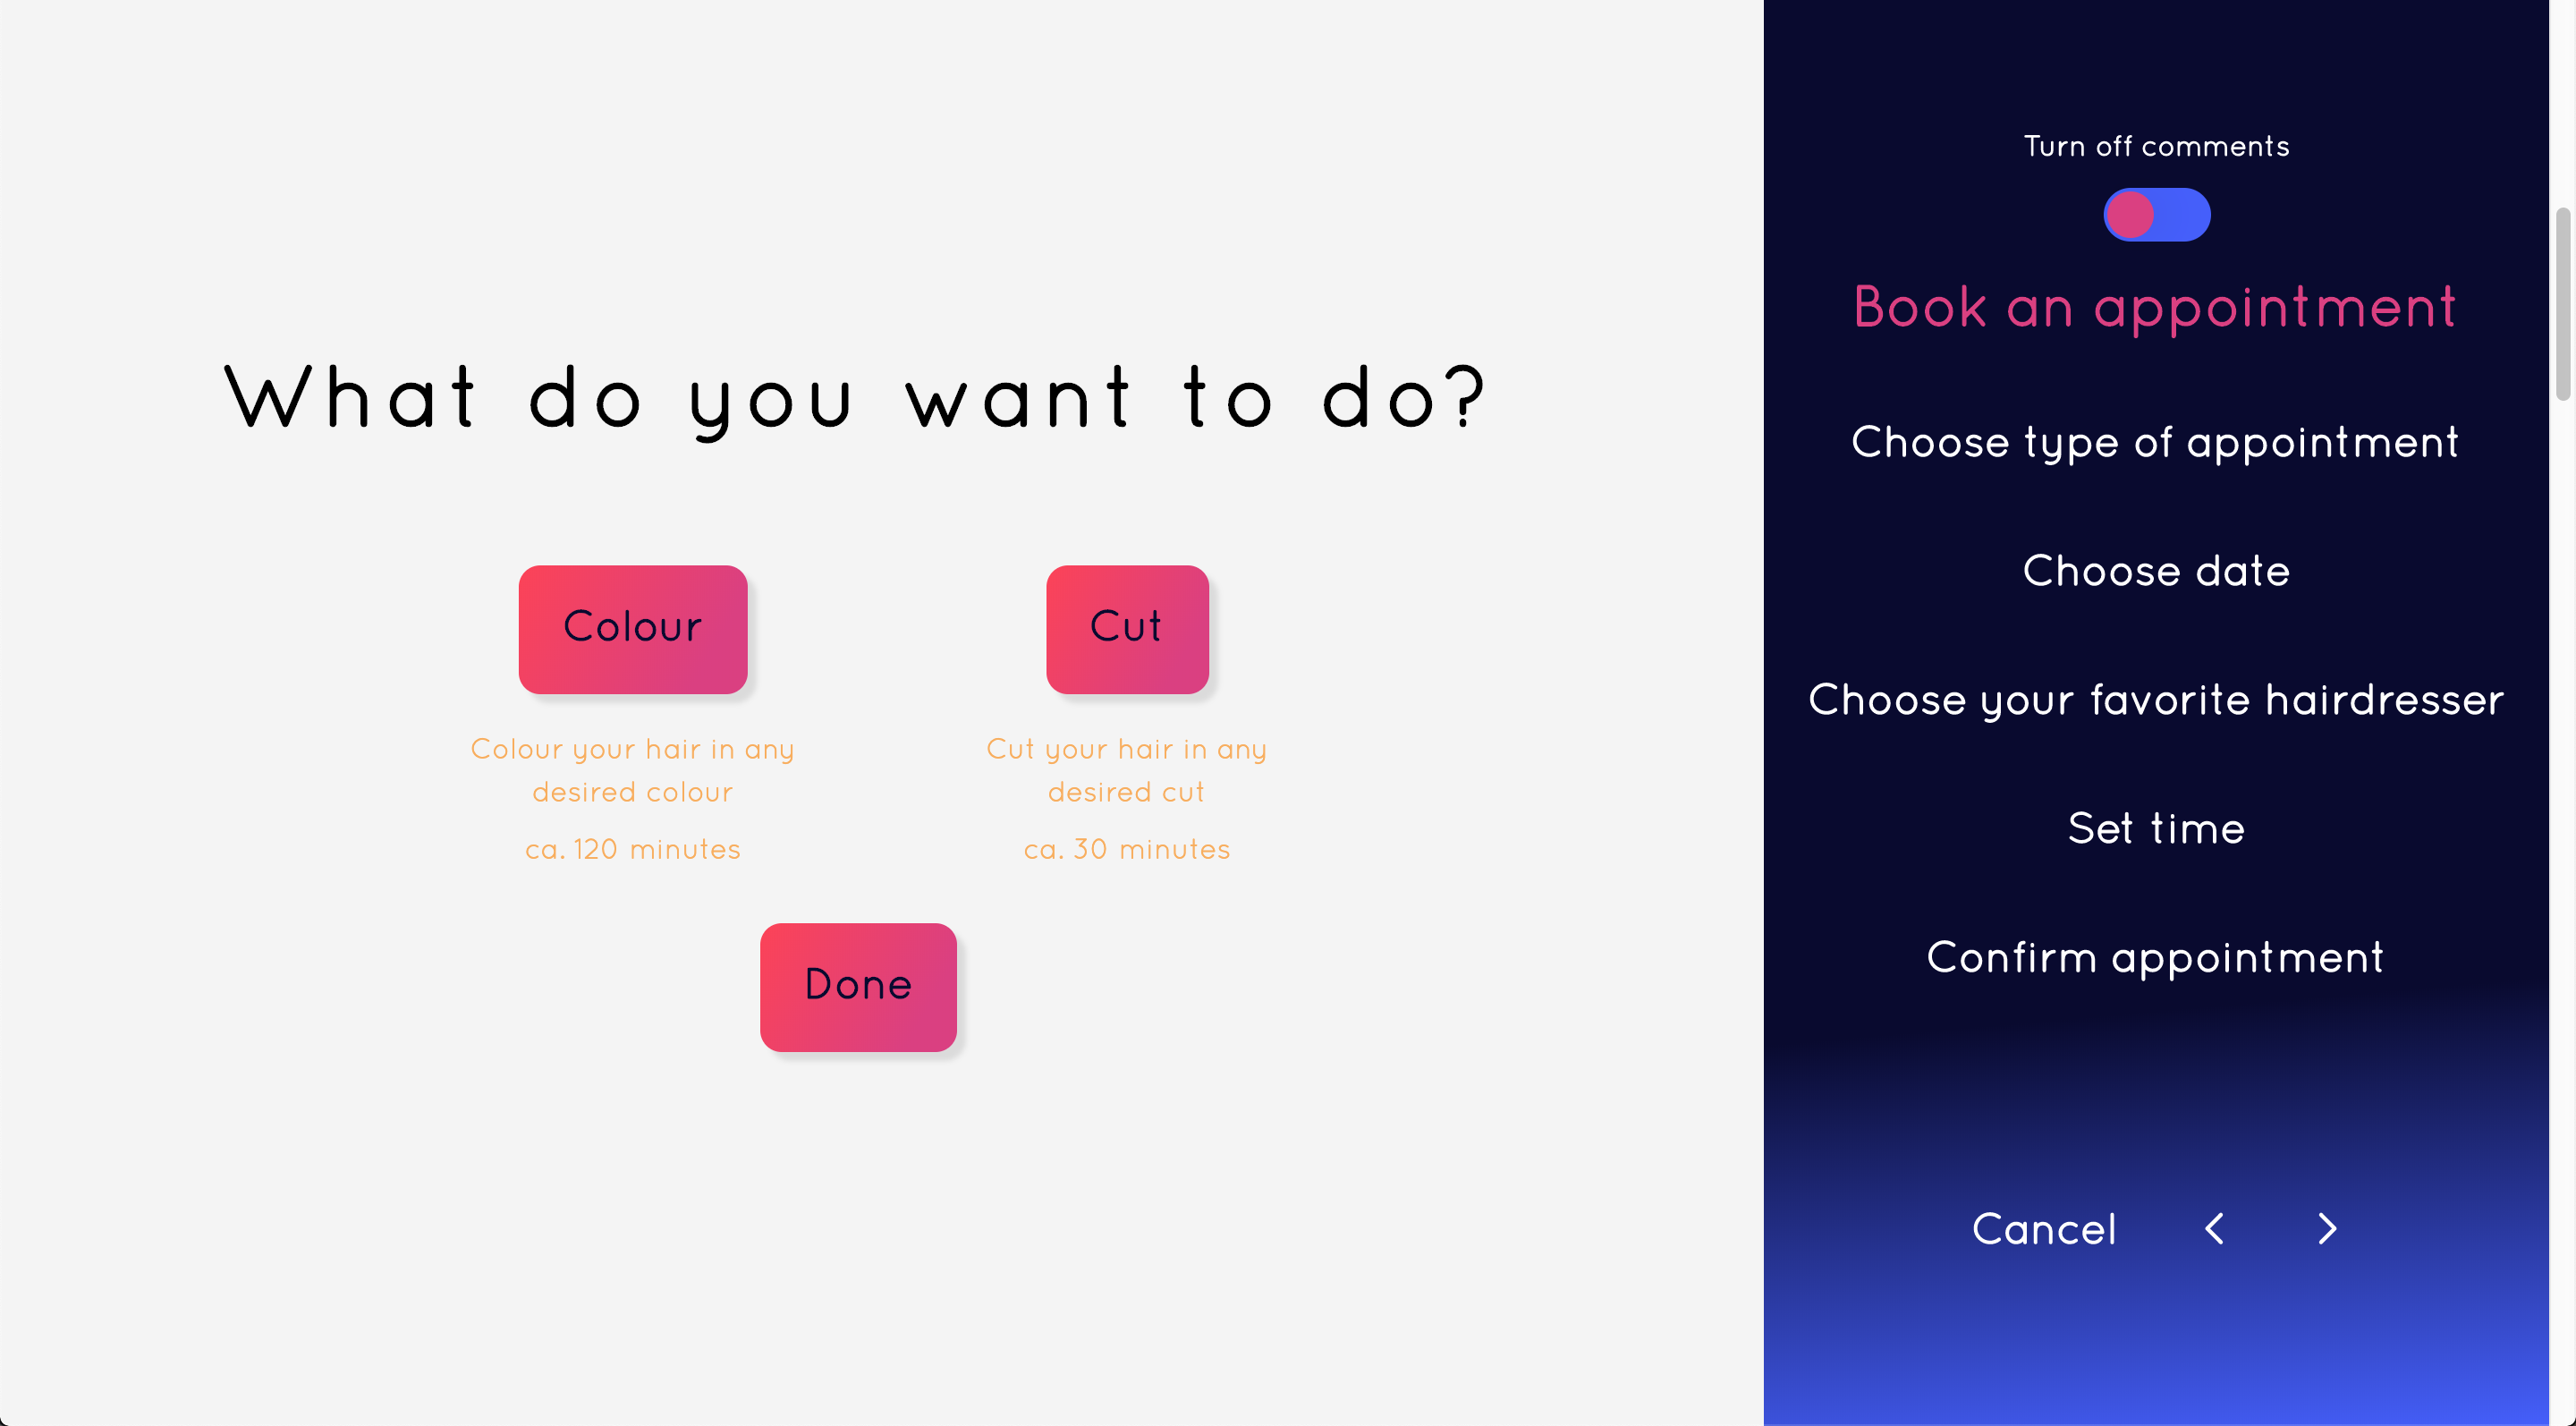 What do you want to do?
Colour
Cut
Colour your hair in any
desired colour
ca. 120 minutes
Cut your hair in any
desired cut
ca. 30 minutes
Done
Turn off comments
Book an appointment
Choose type of appointment
Choose date
Choose your favorite hairdresser
Set time
Confirm appointment
Cancel